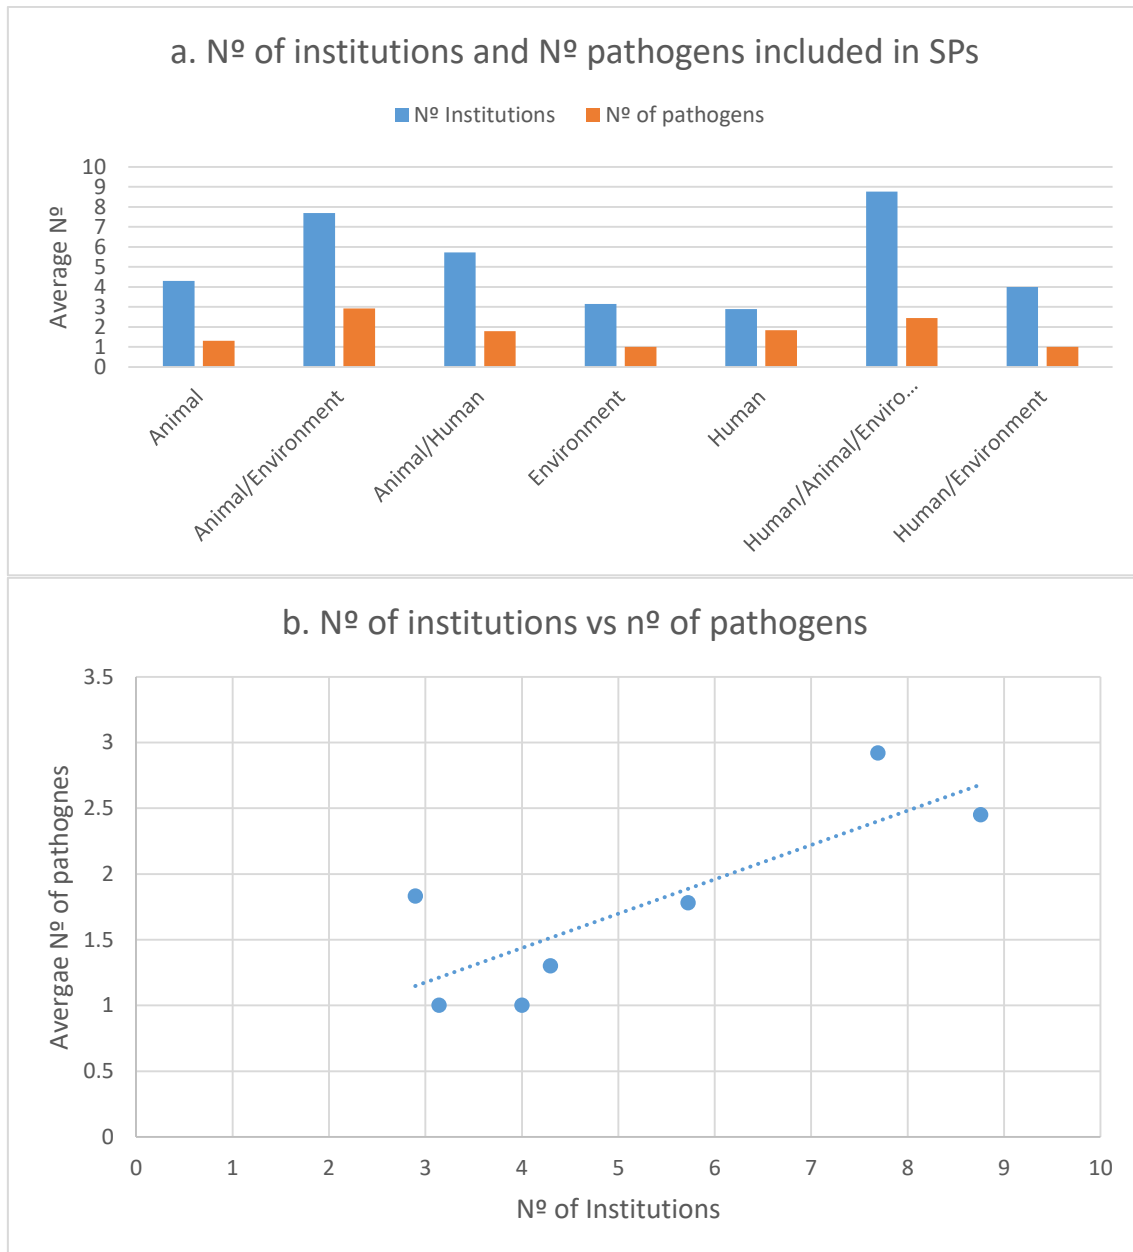 a. Nº of institutions and Nº pathogens included in SPs
Nº Institutions Nº of pathogens
Average Nº
10
9
8
7
6
5
4
3
2
1
0
Animal
Animal/Environment
Animal/Human
Environment
Human
Human/Animal/Enviro...
Human/Environment
b. Nº of institutions vs nº of pathogens
Avergae Nº of pathognes
3.5
3
2.5
2
1.5
1
0.5
0
0 1 2 3 4 5 6 7 8 9 10
Nº of Institutions